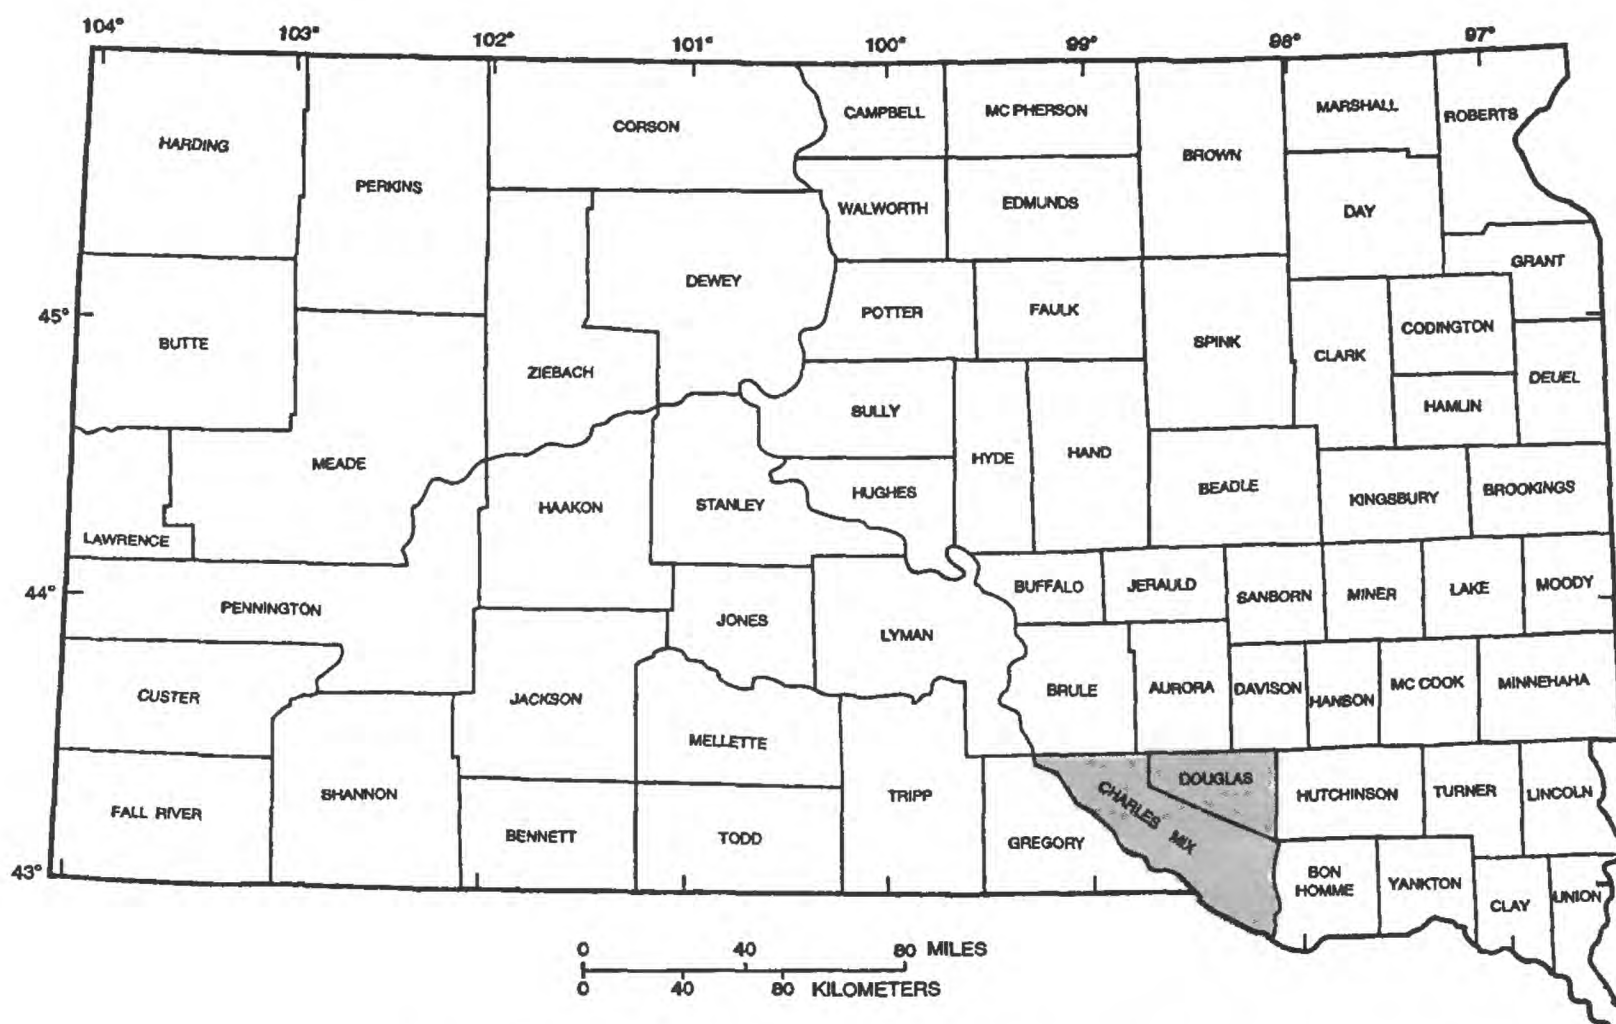 104° 103° 102° 101° 100° 99° 98° 97°
HARDING
PERKINS
CORSON
CAMPBELL
MC PHERSON
BROWN
MARSHALL
ROBERTS
WALWORTH
EDMUNDS
DAY
GRANT
DEWEY
POTTER
FAULK
SPINK
CLARK
CODINGTON
45°
BUTTE
ZIEBACH
DEUEL
HAMLIN
SULLY
HYDE
HAND
MEADE
HAAKON
STANLEY
HUGHES
BEADLE
KINGSBURY
BROOKINGS
LAWRENCE
44°
PENNINGTON
JONES
LYMAN
BUFFALO
JERAULD
SANBORN
MINER
LAKE
MOODY
CUSTER
JACKSON
MELLETTE
BRULE
AURORA
DAVISON
HANSON
MC COOK
MINNEHAHA
FALL RIVER
SHANNON
BENNETT
TODD
TRIPP
GREGORY
CHARLES MIX
DOUGLAS
HUTCHINSON
TURNER
LINCOLN
43°
BON
HOMME
YANKTON
CLAY
UNION
0 40 80 MILES
0 40 80 KILOMETERS